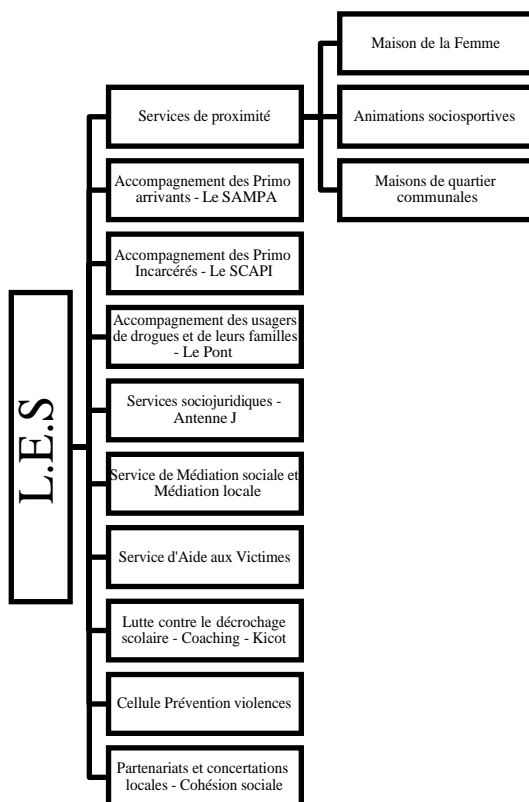 L.E.S
Services de proximité
Maison de la Femme
Animations sociosportives
Maisons de quartier
communales
Accompagnement des Primo
arrivants - Le SAMPA
Accompagnement des Primo
Incarcérés - Le SCAPI
Accompagnement des usagers
de drogues et de leurs familles
- Le Pont
Services sociojuridiques -
Antenne J
Service de Médiation sociale et
Médiation locale
Service d'Aide aux Victimes
Lutte contre le décrochage
scolaire - Coaching - Kicot
Cellule Prévention violences
Partenariats et concertations
locales - Cohésion sociale